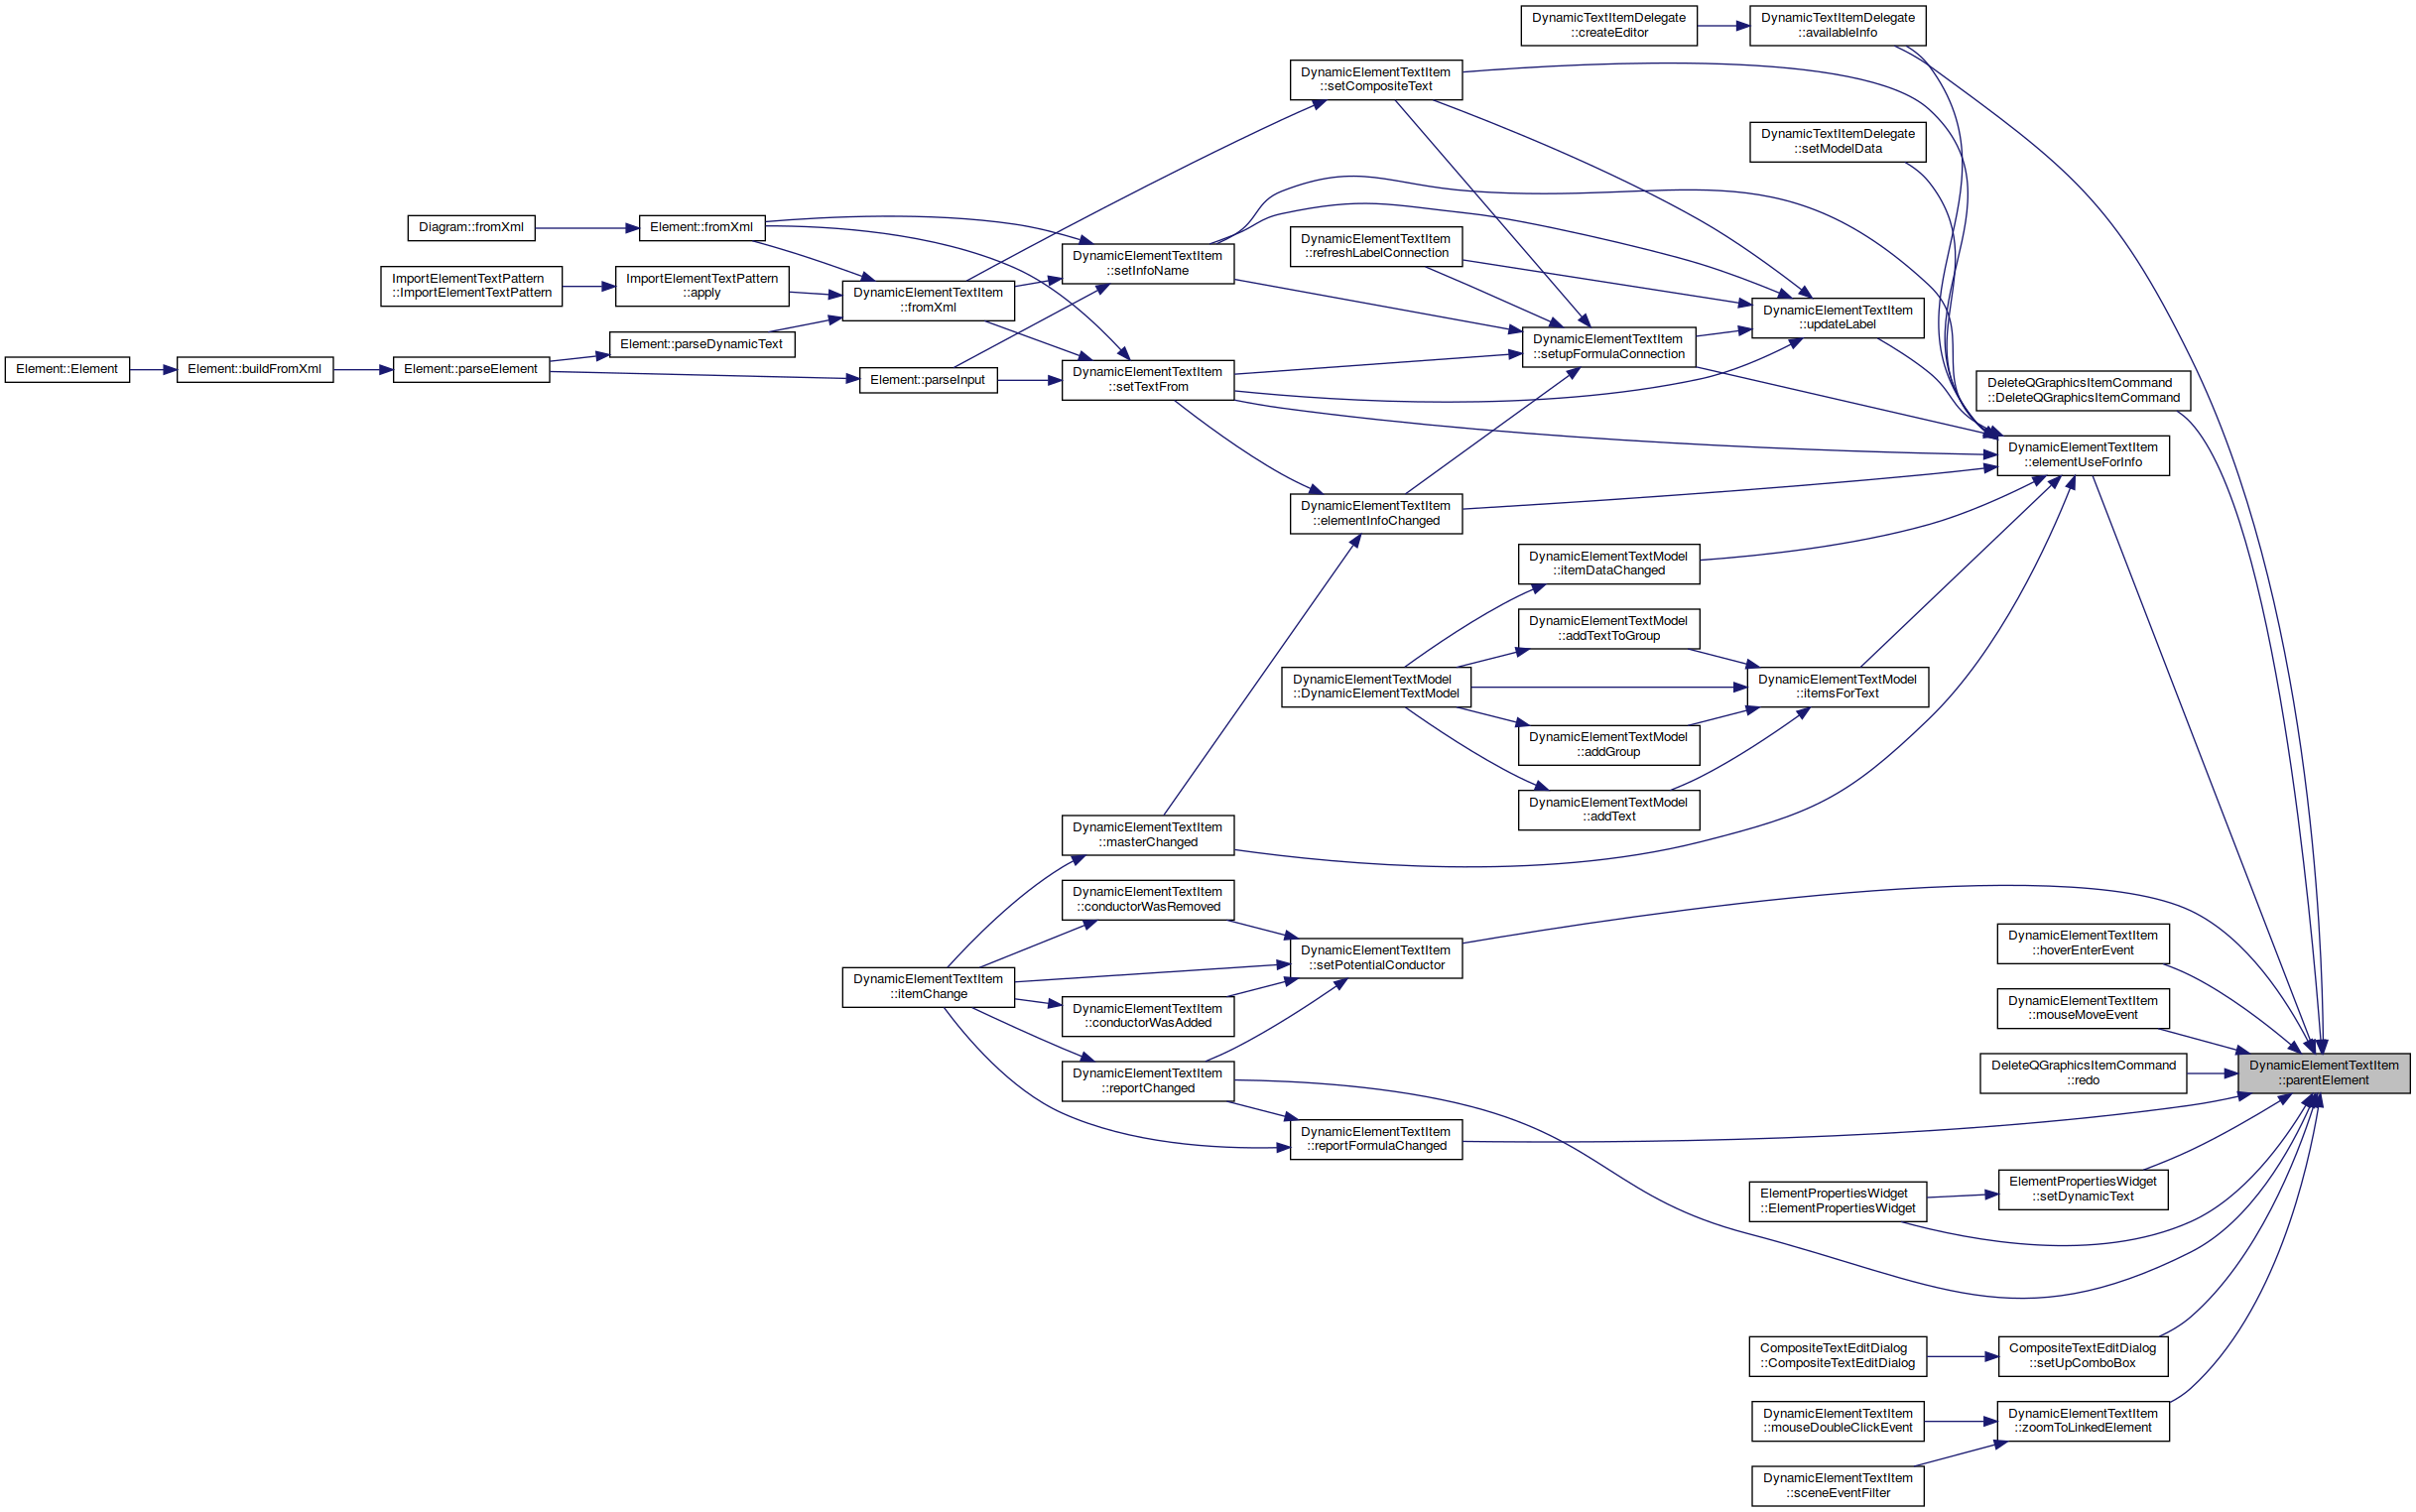 DynamicTextItemDelegate
::createEditor
DynamicTextItemDelegate
::availableInfo
DynamicElementTextItem
::setCompositeText
DynamicTextItemDelegate
::setModelData
Diagram::fromXml
Element::fromXml
DynamicElementTextItem
::setInfoName
DynamicElementTextItem
::refreshLabelConnection
ImportElementTextPattern
::ImportElementTextPattern
ImportElementTextPattern
::apply
DynamicElementTextItem
::fromXml
DynamicElementTextItem
::updateLabel
Element::parseDynamicText
DynamicElementTextItem
::setupFormulaConnection
Element::Element
Element::buildFromXml
Element::parseElement
Element::parseInput
DynamicElementTextItem
::setTextFrom
DeleteQGraphicsItemCommand
::DeleteQGraphicsItemCommand
DynamicElementTextItem
::elementUseForInfo
DynamicElementTextItem
::elementInfoChanged
DynamicElementTextModel
::itemDataChanged
DynamicElementTextModel
::addTextToGroup
DynamicElementTextModel
::DynamicElementTextModel
DynamicElementTextModel
::itemsForText
DynamicElementTextModel
::addGroup
DynamicElementTextModel
::addText
DynamicElementTextItem
::masterChanged
DynamicElementTextItem
::conductorWasRemoved
DynamicElementTextItem
::setPotentialConductor
DynamicElementTextItem
::hoverEnterEvent
DynamicElementTextItem
::itemChange
DynamicElementTextItem
::conductorWasAdded
DynamicElementTextItem
::mouseMoveEvent
DynamicElementTextItem
::reportChanged
DeleteQGraphicsItemCommand
::redo
DynamicElementTextItem
::parentElement
DynamicElementTextItem
::reportFormulaChanged
ElementPropertiesWidget
::ElementPropertiesWidget
ElementPropertiesWidget
::setDynamicText
CompositeTextEditDialog
::CompositeTextEditDialog
CompositeTextEditDialog
::setUpComboBox
DynamicElementTextItem
::mouseDoubleClickEvent
DynamicElementTextItem
::zoomToLinkedElement
DynamicElementTextItem
::sceneEventFilter